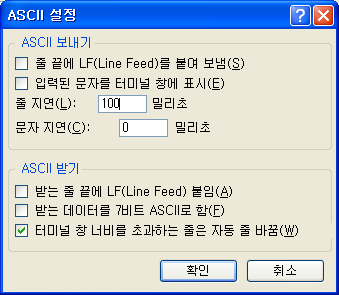 ASCII 설정
ASCII 보내기
줄 끝에 LF(Line Feed)를 붙여 보냄(S)
입력된 문자를 터미널 창에 표시(E)
줄 지연(L): 100 밀리초
문자 지연(C): 0 밀리초
ASCII 받기
받는 줄 끝에 LF(Line Feed) 붙임(A)
받는 데이터를 7비트 ASCII로 함(F)
터미널 창 너비를 초과하는 줄은 자동 줄 바꿈(W)
확인 취소